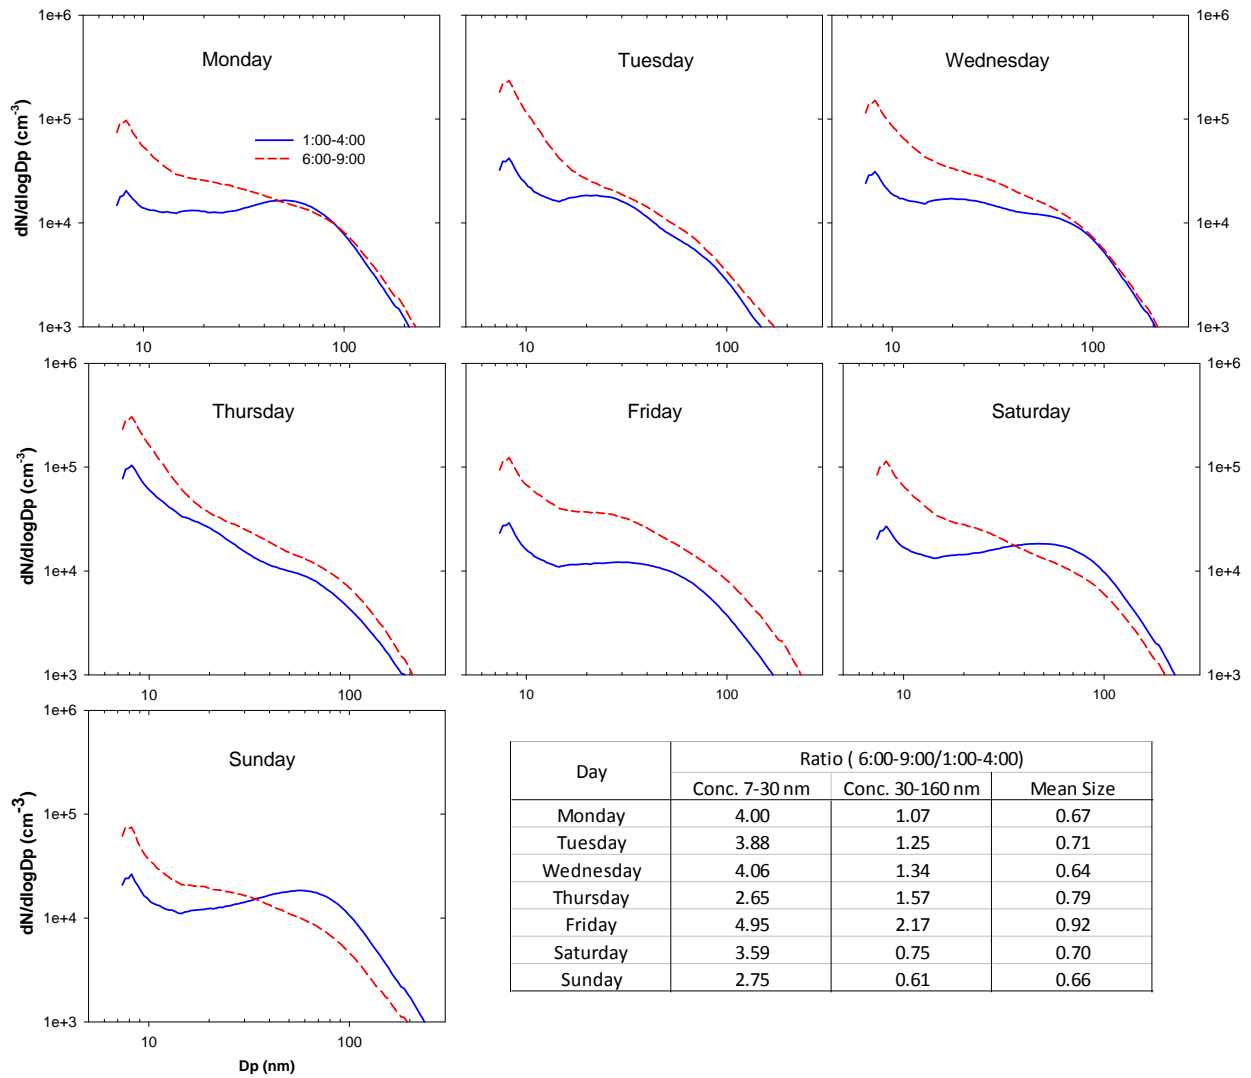 1e+6
1e+5
1e+4
1e+3
dN/dlogDp (cm-3)
Monday
1:00-4:00
6:00-9:00
10
100
Tuesday
10
100
Wednesday
1e+6
1e+5
1e+4
1e+3
10
100
1e+6
1e+5
1e+4
1e+3
dN/dlogDp (cm-3)
Thursday
10
100
Friday
10
100
Saturday
1e+6
1e+5
1e+4
1e+3
10
100
1e+6
1e+5
1e+4
1e+3
dN/dlogDp (cm-3)
Sunday
10
100
Dp (nm)
Day Ratio ( 6:00-9:00/1:00-4:00)
Conc. 7-30 nm Conc. 30-160 nm Mean Size
Monday 4.00 1.07 0.67
Tuesday 3.88 1.25 0.71
Wednesday 4.06 1.34 0.64
Thursday 2.65 1.57 0.79
Friday 4.95 2.17 0.92
Saturday 3.59 0.75 0.70
Sunday 2.75 0.61 0.66